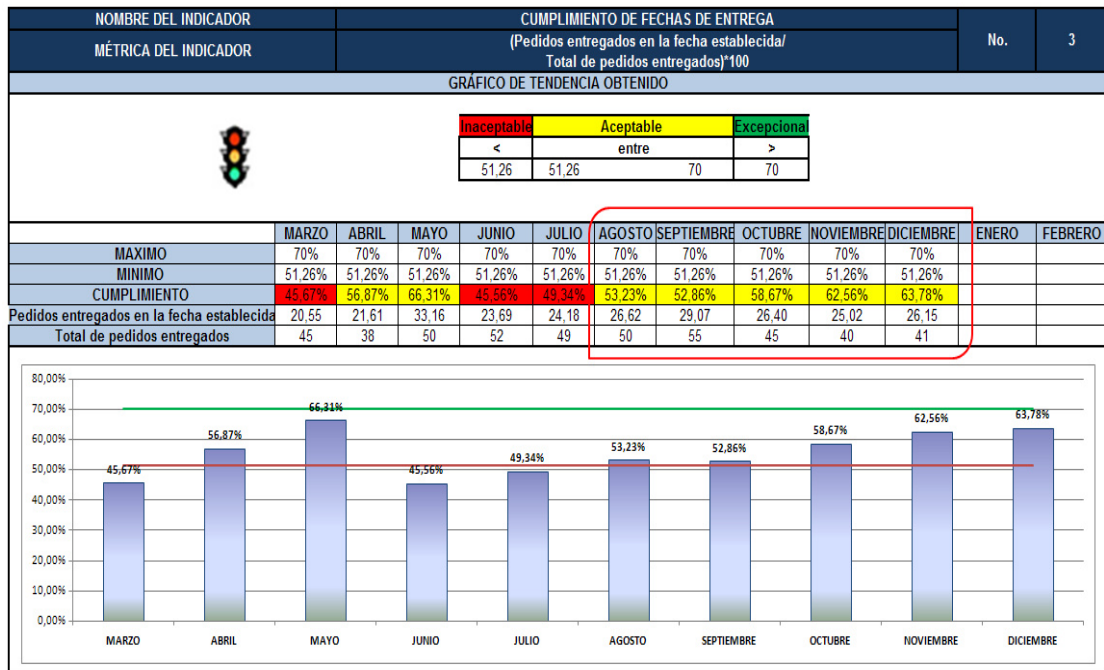 NOMBRE DEL INDICADOR CUMPLIMIENTO DE FECHAS DE ENTREGA No. 3
MÉTRICA DEL INDICADOR (Pedidos entregados en la fecha establecida/
Total de pedidos entregados)*100
GRÁFICO DE TENDENCIA OBTENIDO
Inaceptable Aceptable Excepcional
< entre >
51,26 51,26 70 70
MARZO ABRIL MAYO JUNIO JULIO AGOSTO SEPTIEMBRE OCTUBRE NOVIEMBRE DICIEMBRE ENERO FEBRERO
MAXIMO 70% 70% 70% 70% 70% 70% 70% 70% 70% 70%
MINIMO 51,26% 51,26% 51,26% 51,26% 51,26% 51,26% 51,26% 51,26% 51,26% 51,26%
CUMPLIMIENTO 45,67% 56,87% 66,31% 45,56% 49,34% 53,23% 52,86% 58,67% 62,56% 63,78%
Pedidos entregados en la fecha establecida 20,55 21,61 33,16 23,69 24,18 26,62 29,07 26,40 25,02 26,15
Total de pedidos entregados 45 38 50 52 49 50 55 45 40 41
80,00%
70,00%
60,00%
50,00%
40,00%
30,00%
20,00%
10,00%
0,00%
45,67% 56,87% 66,31% 45,56% 49,34% 53,23% 52,86% 58,67% 62,56% 63,78%
MARZO ABRIL MAYO JUNIO JULIO AGOSTO SEPTIEMBRE OCTUBRE NOVIEMBRE DICIEMBRE